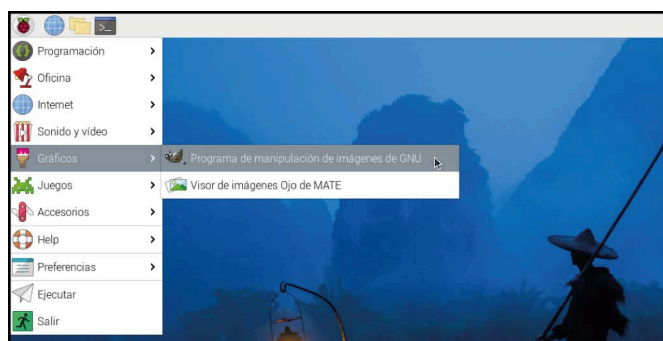 >_
Programación
Oficina
Internet
Sonido y vídeo
Gráficos
Programa de manipulación de imágenes de GNU
Juegos
Visor de imágenes Ojo de MATE
Accesorios
Help
Preferencias
Ejecutar
Salir